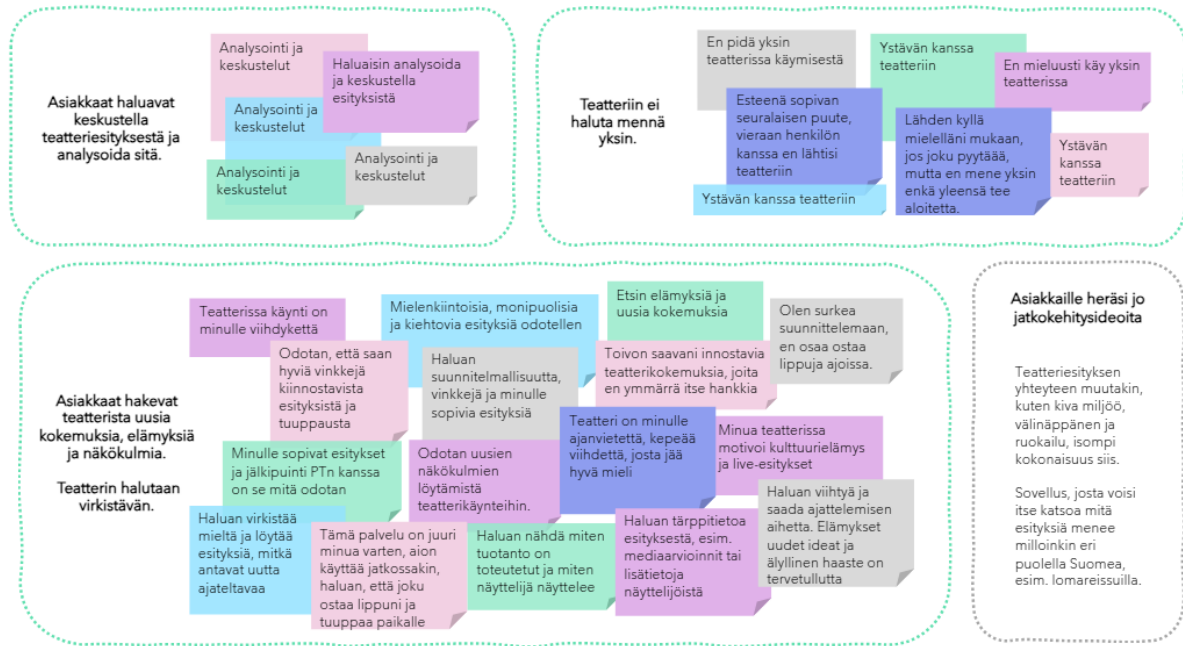 Asiakkaat haluavat
keskustella
teatteriesityksestä ja
analysoida sitä.
Analysointi ja
keskustelut
Haluaisin analysoida
ja keskustella
esityksistä
Analysointi ja
keskustelut
Analysointi ja
keskustelut
Analysointi ja
keskustelut
Teatteriin ei
haluta mennä
yksin.
En pidä yksin
teatterissa käymisestä
Ystävän kanssa
teatteriin
En mieluusti käy yksin
teatterissa
Esteenä sopivan
seuralaisen puute,
vieraan henkilön
kanssa en lähtisi
teatteriin
Lähden kyllä
mielelläni mukaan,
jos joku pyytäää,
mutta en mene yksin
enkä yleensä tee
aloitetta.
Ystävän
kanssa
teatteriin
Ystävän kanssa teatteriin
Asiakkaat hakevat
teatterista uusia
kokemuksia, elämyksiä
ja näkökulmia.
Teatterin halutaan
virkistävän.
Teatterissa käynti on
minulle viihdykettä
Mielenkiintoisia, monipuolisia
ja kiehtovia esityksiä odotellen
Etsin elämyksiä ja
uusia kokemuksia
Olen surkea
suunnittelemaan,
en osaa ostaa
lippuja ajoissa.
Odotan, että saan
hyviä vinkkejä
kiinnostavista
esityksistä ja
tuuppausta
Haluan
suunnitelmallisuutta,
vinkkejä ja minulle
sopivia esityksiä
Toivon saavani innostavia
teatterikokemuksia, joita
en ymmärrä itse hankkia
Teatteri on minulle
ajanvietettä, kepeää
viihdettä, josta jää
hyvä mieli
Minua teatterissa
motivoi kulttuurielämys
ja live-esitykset
Minulle sopivat esitykset
ja jälkipuinti PTn kanssa
on se mitä odotan
Odotan uusien
näkökulmien
löytämistä
teatterikäynteihin.
Haluan viihtyä ja
saada ajattelemisen
aihetta. Elämykset
uudet ideat ja
älyllinen haaste on
tervetullutta
Haluan virkistää
mieltä ja löytää
esityksiä, mitkä
antavat uutta
ajateltavaa
Tämä palvelu on juuri
minua varten, aion
käyttää jatkossakin,
haluan, että joku
ostaa lippuni ja
tuuppaa paikalle
Haluan nähdä miten
tuotanto on
toteutetut ja miten
näyttelijä näyttelee
Haluan tärppitietoa
esityksestä, esim.
mediaarvioinnit tai
lisätietoja
näyttelijöistä
Asiakkaille heräsi jo
jatkokehitysideoita
Teatteriesityksen
yhteyteen muutakin,
kuten kiva miljöö,
välinäppänen ja
ruokailu, isompi
kokonaisuus siis.
Sovellus, josta voisi
itse katsoa mitä
esityksiä menee
milloinkin eri
puolella Suomea,
esim. lomareissuilla.